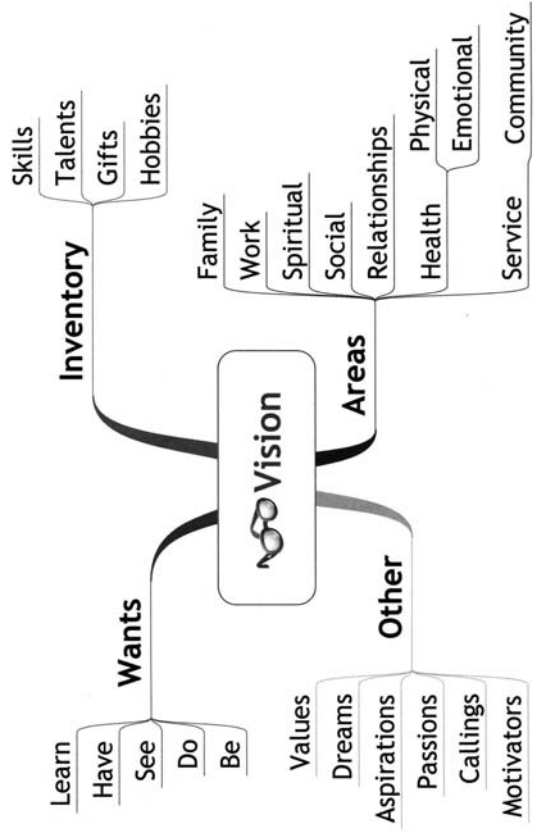 Vision
Inventory
Skills
Talents
Gifts
Hobbies
Areas
Family
Work
Spiritual
Social
Relationships
Health
Physical
Emotional
Service
Community
Wants
Learn
Have
See
Do
Be
Other
Values
Dreams
Aspirations
Passions
Callings
Motivators